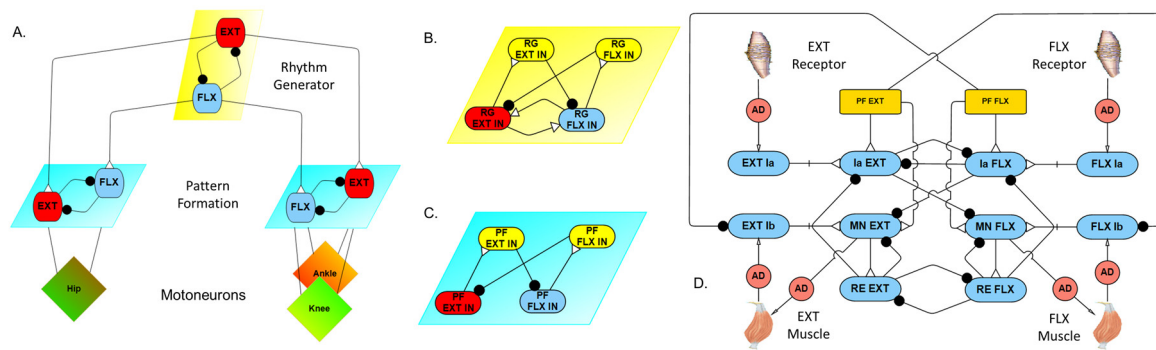 A.
EXT
FLX
Rhythm
Generator
FLX
EXT
Pattern
Formation
EXT
FLX
Hip
Motoneurons
Ankle
Knee
B.
RG
EXT IN
RG
FLX IN
RG
EXT IN
RG
FLX IN
C.
PF
EXT IN
PF
FLX IN
PF
EXT IN
PF
FLX IN
D.
EXT
Receptor
FLX
Receptor
AD
PF EXT
PF FLX
AD
EXT Ia
Ia EXT
Ia FLX
FLX Ia
EXT Ib
MN EXT
MN FLX
FLX Ib
AD
AD
RE EXT
RE FLX
AD
AD
EXT
Muscle
FLX
Muscle